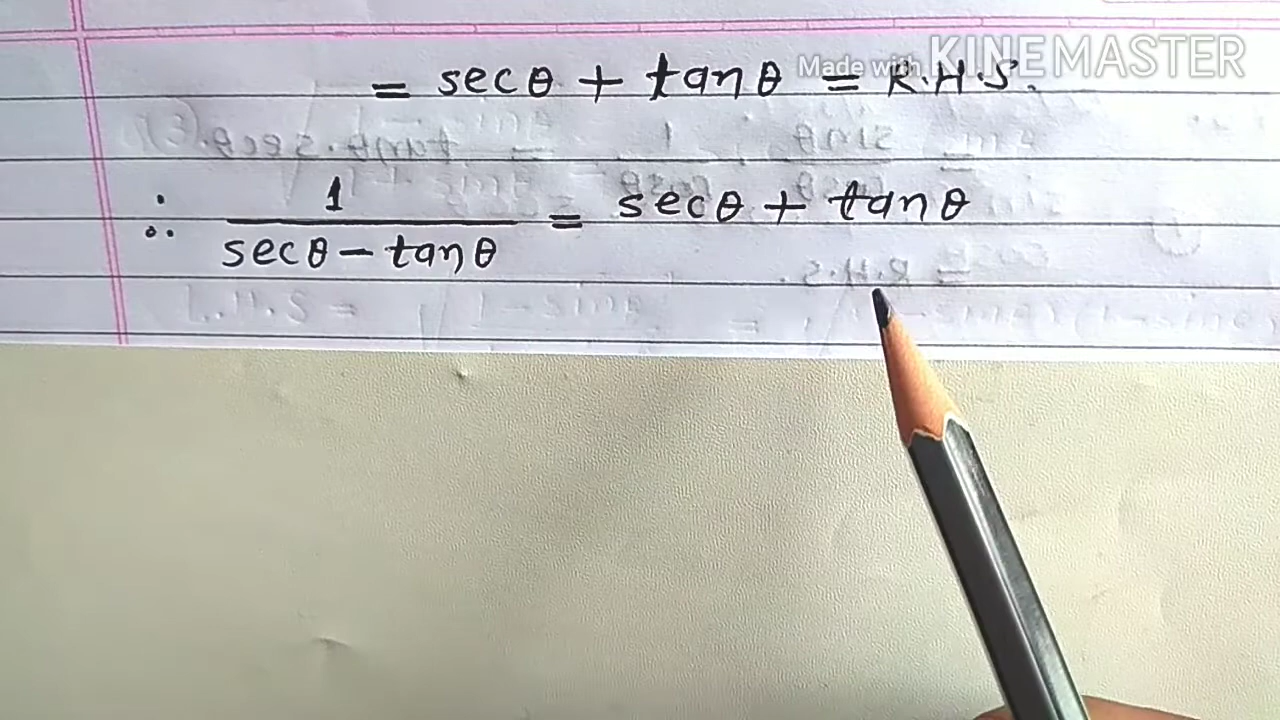 = secθ + tanθ = R.H.S.
Made with KINEMASTER
∴ 1/(secθ − tanθ) = secθ + tanθ